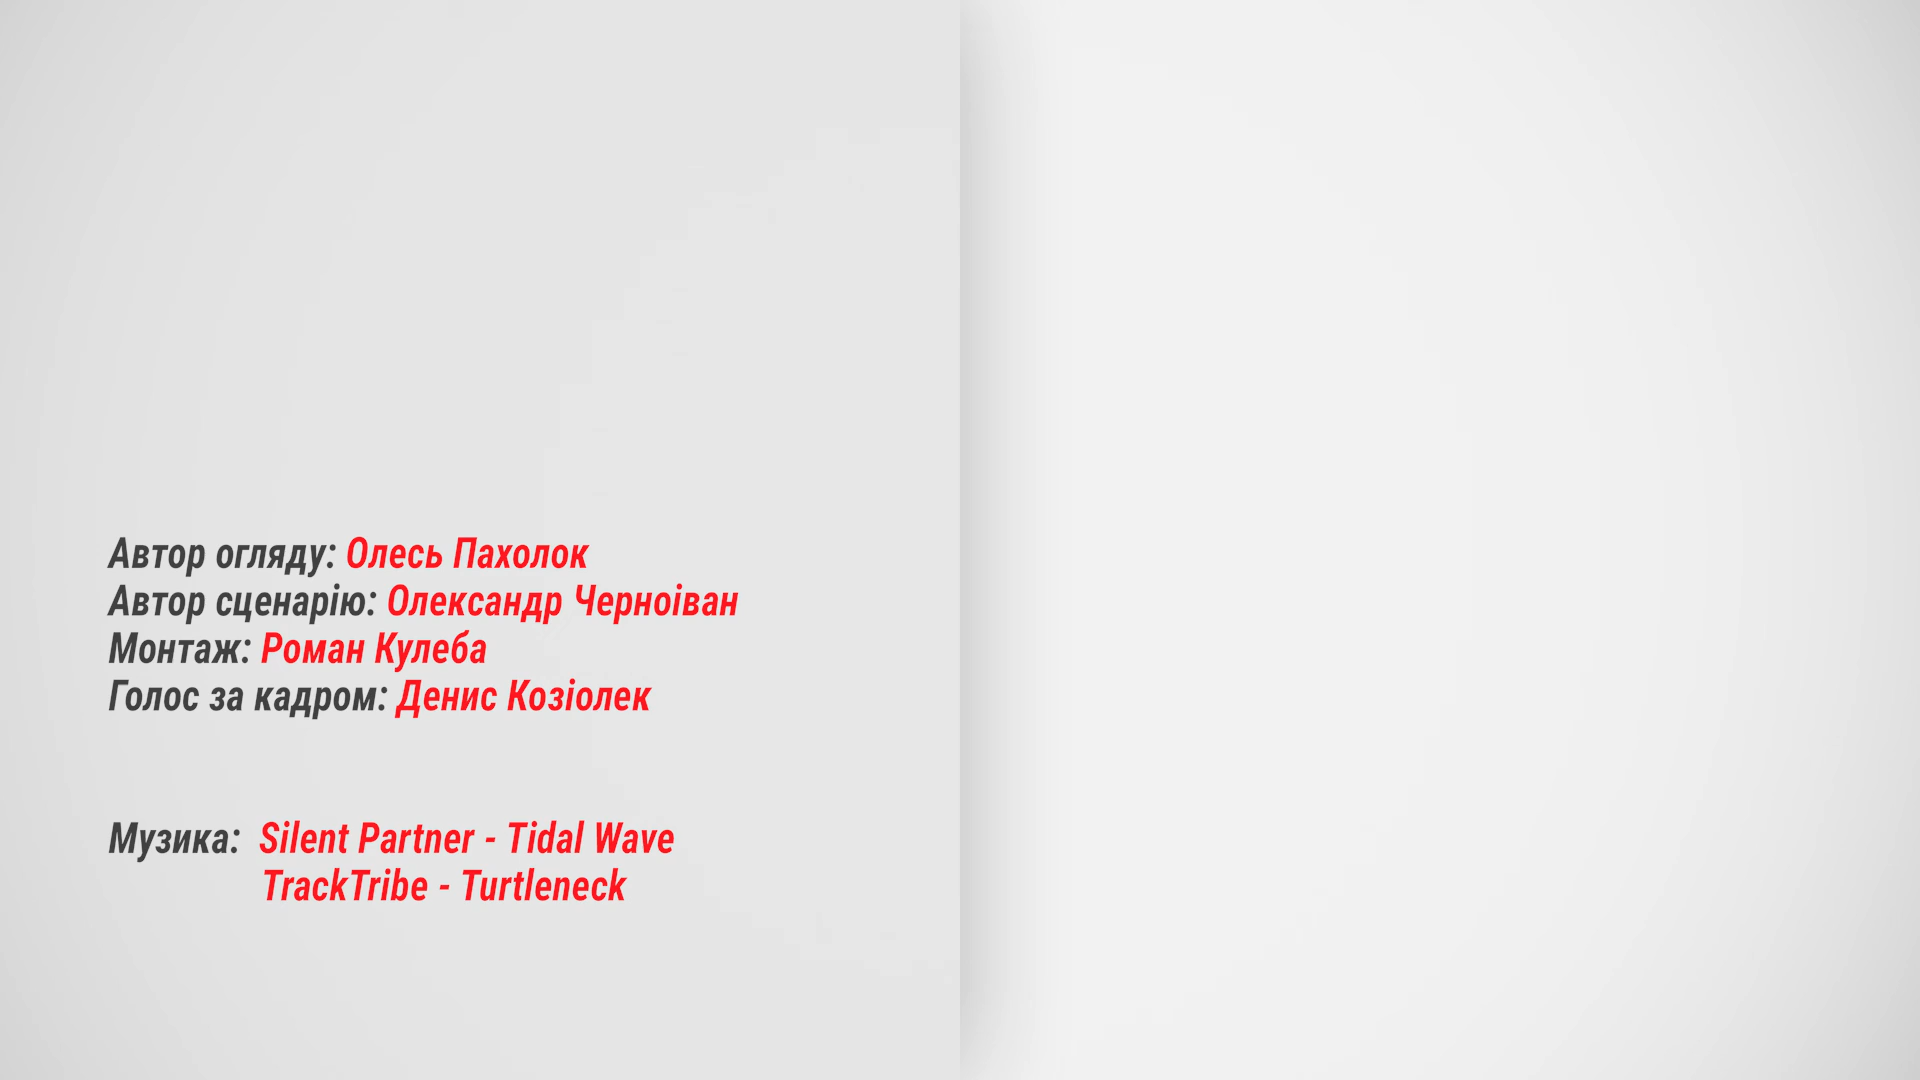 Автор огляду: Олесь Пахолок
Автор сценарію: Олександр Черноіван
Монтаж: Роман Кулеба
Голос за кадром: Денис Козіолек
Музика: Silent Partner - Tidal Wave
TrackTribe - Turtleneck